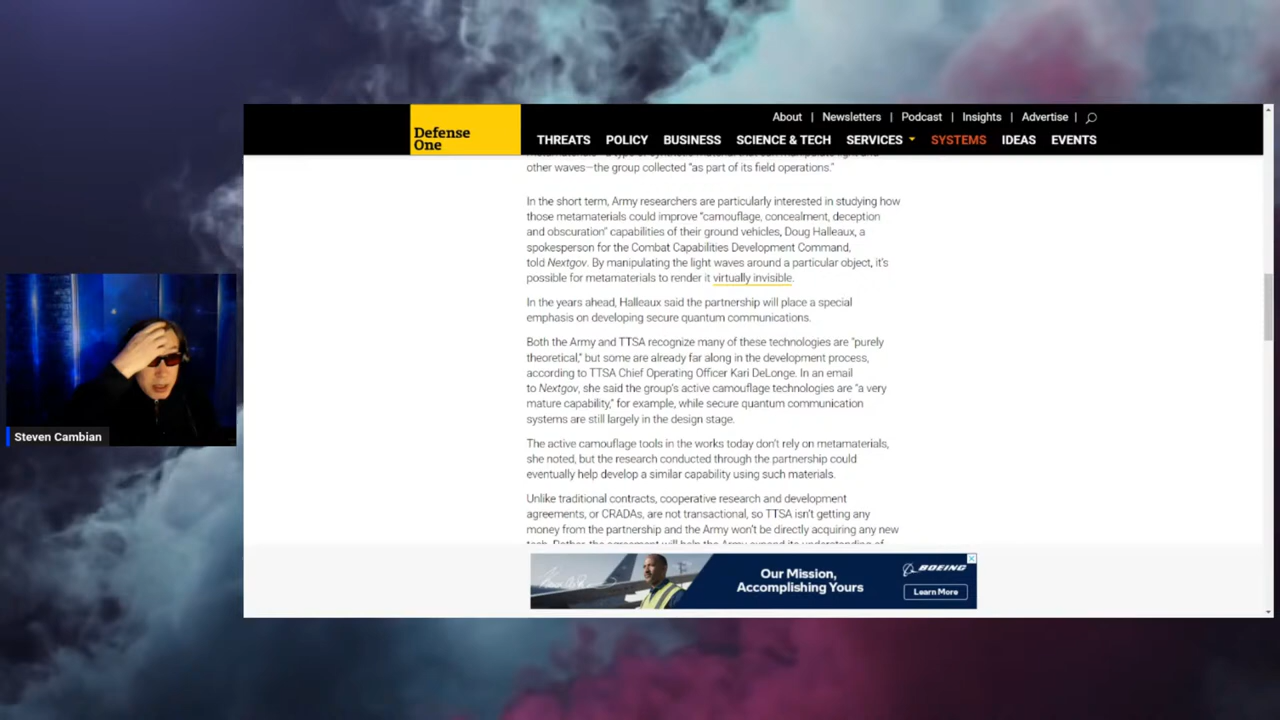 About | Newsletters | Podcast | Insights | Advertise |
Defense
One
THREATS POLICY BUSINESS SCIENCE & TECH SERVICES SYSTEMS IDEAS EVENTS
other waves—the group collected “as part of its field operations.”
In the short term, Army researchers are particularly interested in studying how
those metamaterials could improve “camouflage, concealment, deception
and obscuration” capabilities of their ground vehicles, Doug Halleaux, a
spokesperson for the Combat Capabilities Development Command,
told Nextgov. By manipulating the light waves around a particular object, it’s
possible for metamaterials to render it virtually invisible.
In the years ahead, Halleaux said the partnership will place a special
emphasis on developing secure quantum communications.
Both the Army and TTSA recognize many of these technologies are “purely
theoretical,” but some are already far along in the development process,
according to TTSA Chief Operating Officer Kari DeLonge. In an email
to Nextgov, she said the group’s active camouflage technologies are “a very
mature capability,” for example, while secure quantum communication
systems are still largely in the design stage.
The active camouflage tools in the works today don’t rely on metamaterials,
she noted, but the research conducted through the partnership could
eventually help develop a similar capability using such materials.
Unlike traditional contracts, cooperative research and development
agreements, or CRADAs, are not transactional, so TTSA isn’t getting any
money from the partnership and the Army won’t be directly acquiring any new
Our Mission,
Accomplishing Yours
BOEING
Learn More
Steven Cambian